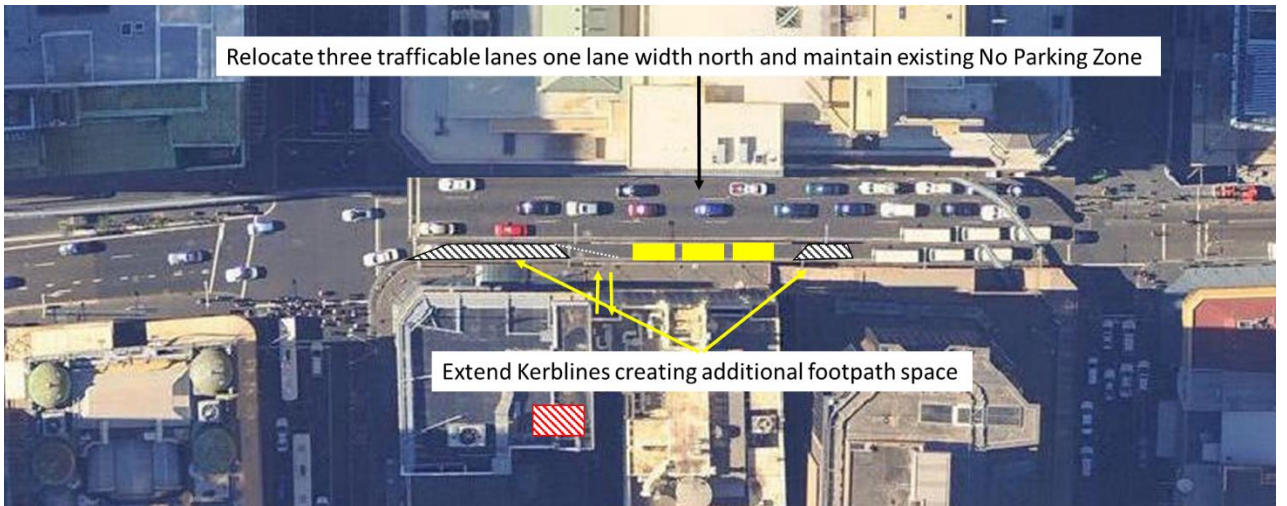 Relocate three trafficable lanes one lane width north and maintain existing No Parking Zone
Extend Kerblines creating additional footpath space